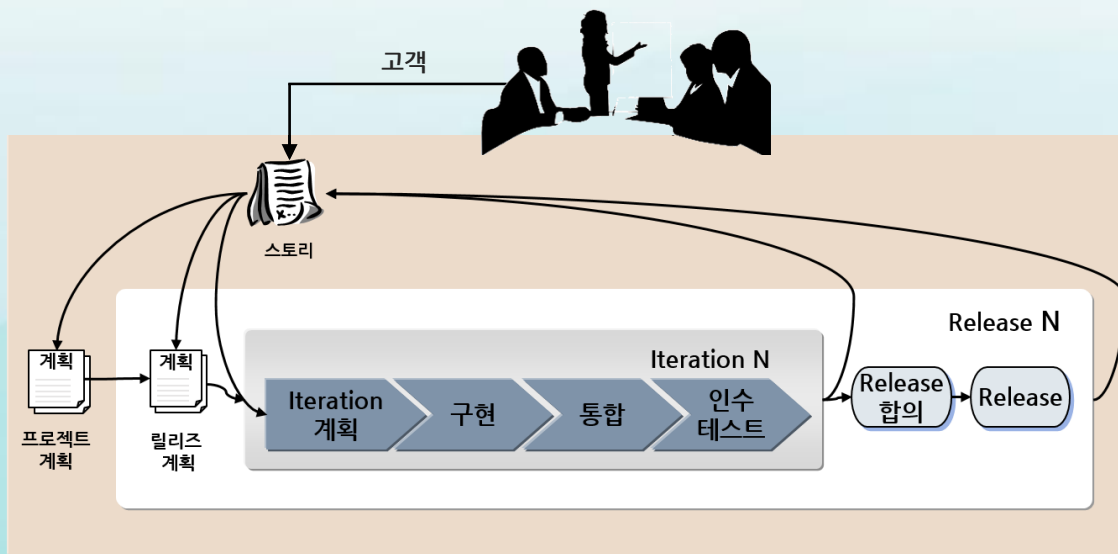 고객
스토리
Release N
Iteration N
계획
계획
Iteration
계획
구현
통합
인수
테스트
Release
합의
Release
프로젝트
계획
릴리즈
계획